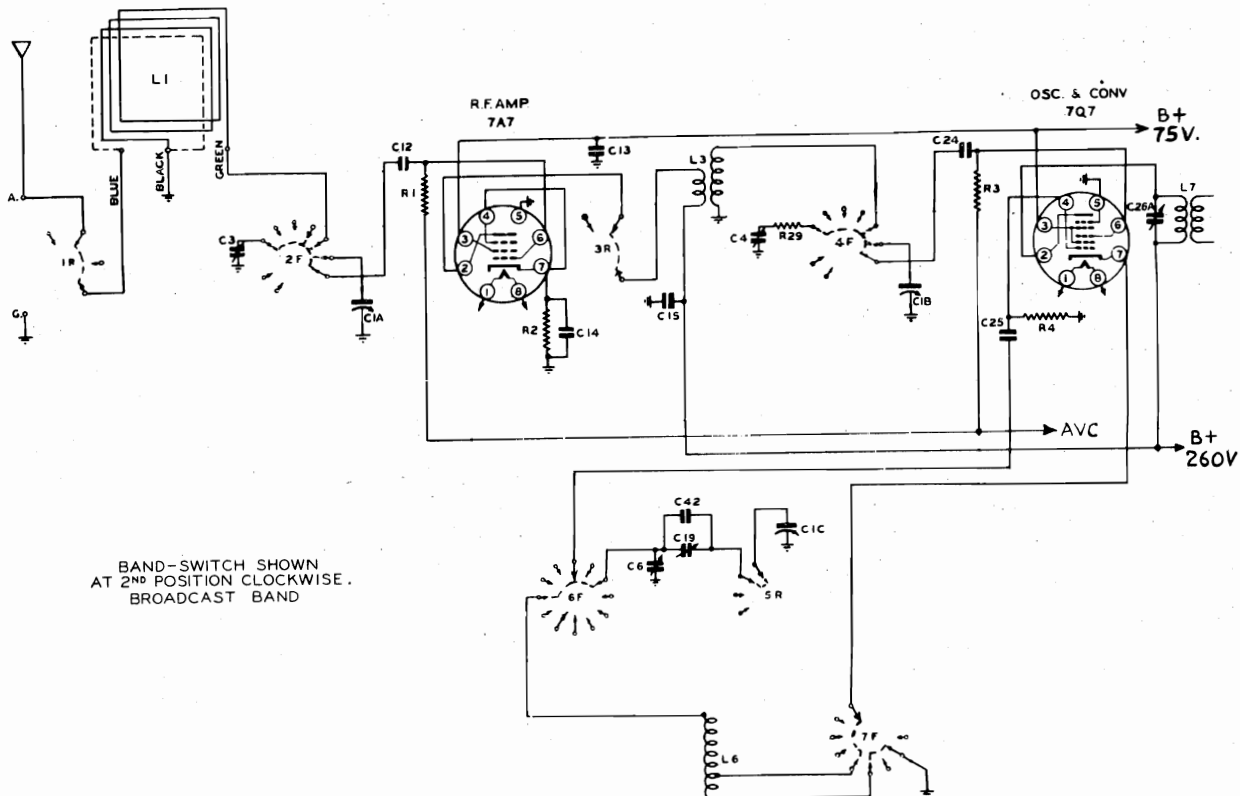 L1
R.F. AMP.
7A7
OSC. & CONV
7Q7
B+
75V.
A.
BLUE
BLACK
GREEN
C12
C13
L3
C24
L7
R1
R3
C26A
4
5
3
6
2
7
1
8
4
5
3
6
2
7
1
8
1R
C3
2F
3R
C4
R29
4F
C1A
C15
C1B
R2
C14
C25
R4
G.
AVC
B+
260V
C42
C19
C1C
C6
6F
5R
BAND-SWITCH SHOWN
AT 2ND POSITION CLOCKWISE.
BROADCAST BAND
L6
7F